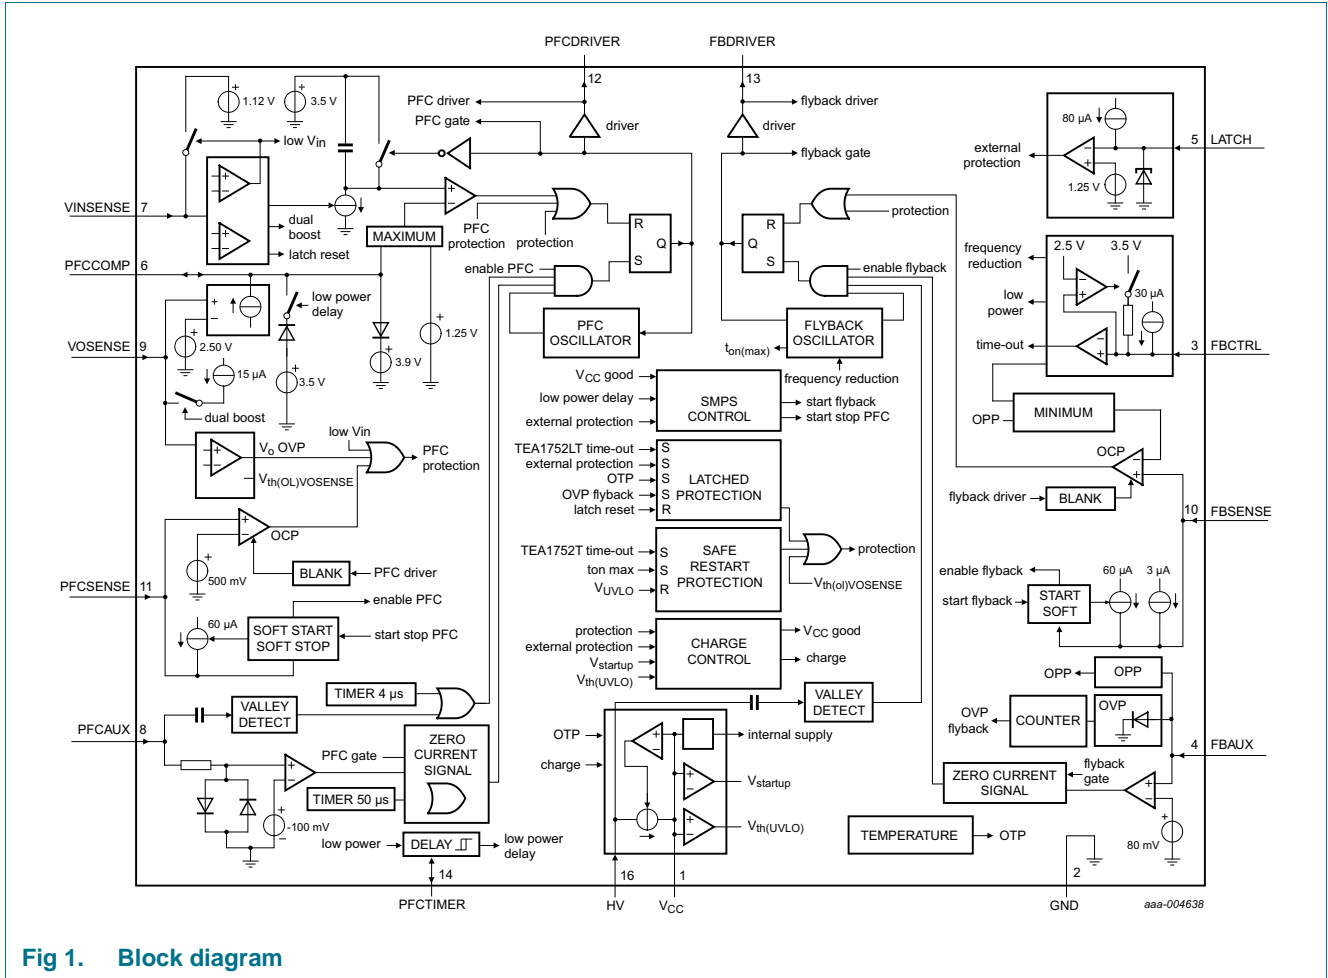 PFCDRIVER
FBDRIVER
12
13
1.12 V
3.5 V
PFC driver
PFC gate
driver
flyback driver
driver
flyback gate
80 μA
external
protection
1.25 V
5
LATCH
low Vin
VINSENSE
7
dual
boost
latch reset
MAXIMUM
PFC
protection
protection
R
S
Q
R
S
Q
protection
PFCCOMP
6
enable PFC
enable flyback
low power
delay
1.25 V
3.9 V
3.5 V
PFC
OSCILLATOR
FLYBACK
OSCILLATOR
ton(max)
frequency reduction
frequency
reduction
2.5 V
3.5 V
low
power
30 μA
time-out
3
FBCTRL
VOSENSE
9
2.50 V
15 μA
dual boost
VCC good
low power delay
external protection
SMPS
CONTROL
start flyback
start stop PFC
OPP
MINIMUM
low Vin
Vo OVP
Vth(OL)VOSENSE
PFC
protection
TEA1752LT time-out
external protection
OTP
OVP flyback
latch reset
S
S
S
S
R
LATCHED
PROTECTION
OCP
flyback driver
BLANK
10
FBSENSE
OCP
500 mV
BLANK
PFC driver
PFCSENSE
11
enable PFC
60 μA
SOFT START
SOFT STOP
start stop PFC
TEA1752T time-out
ton max
VUVLO
S
S
R
SAFE
RESTART
PROTECTION
protection
Vth(ol)VOSENSE
enable flyback
start flyback
START
SOFT
60 μA
3 μA
protection
external protection
Vstartup
Vth(UVLO)
CHARGE
CONTROL
VCC good
charge
OPP
OPP
OVP
flyback
COUNTER
OVP
4
FBAUX
TIMER 4 μs
VALLEY
DETECT
VALLEY
DETECT
PFCAUX
8
PFC gate
ZERO
CURRENT
SIGNAL
TIMER 50 μs
-100 mV
OTP
charge
internal supply
Vstartup
Vth(UVLO)
ZERO CURRENT
SIGNAL
flyback
gate
80 mV
TEMPERATURE
OTP
low power
DELAY
low power
delay
14
16
1
2
PFCTIMER
HV
VCC
GND
aaa-004638
Fig 1. Block diagram